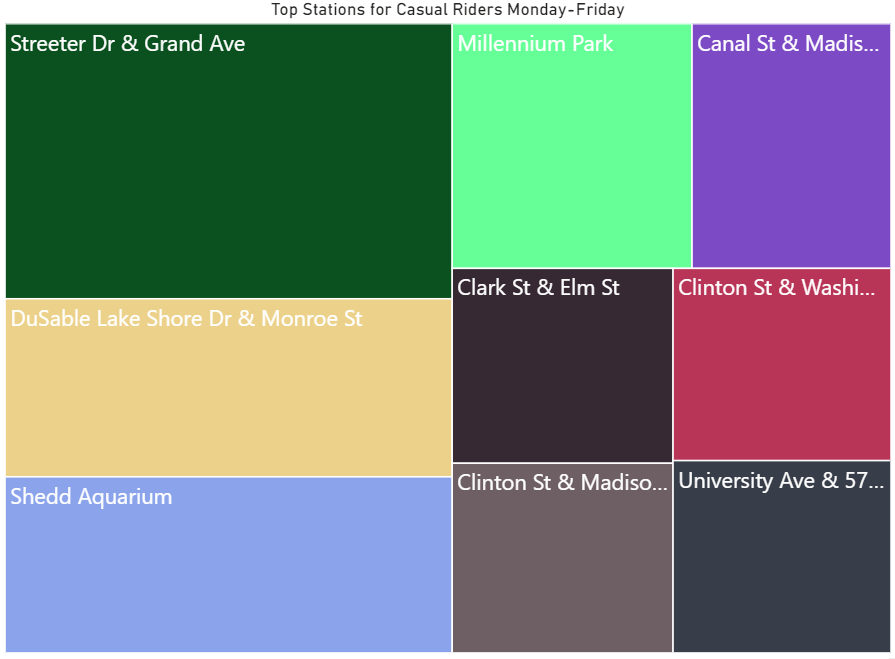 Top Stations for Casual Riders Monday-Friday
Streeter Dr & Grand Ave
Millennium Park
Canal St & Madis...
DuSable Lake Shore Dr & Monroe St
Clark St & Elm St
Clinton St & Washi...
Shedd Aquarium
Clinton St & Madiso...
University Ave & 57...